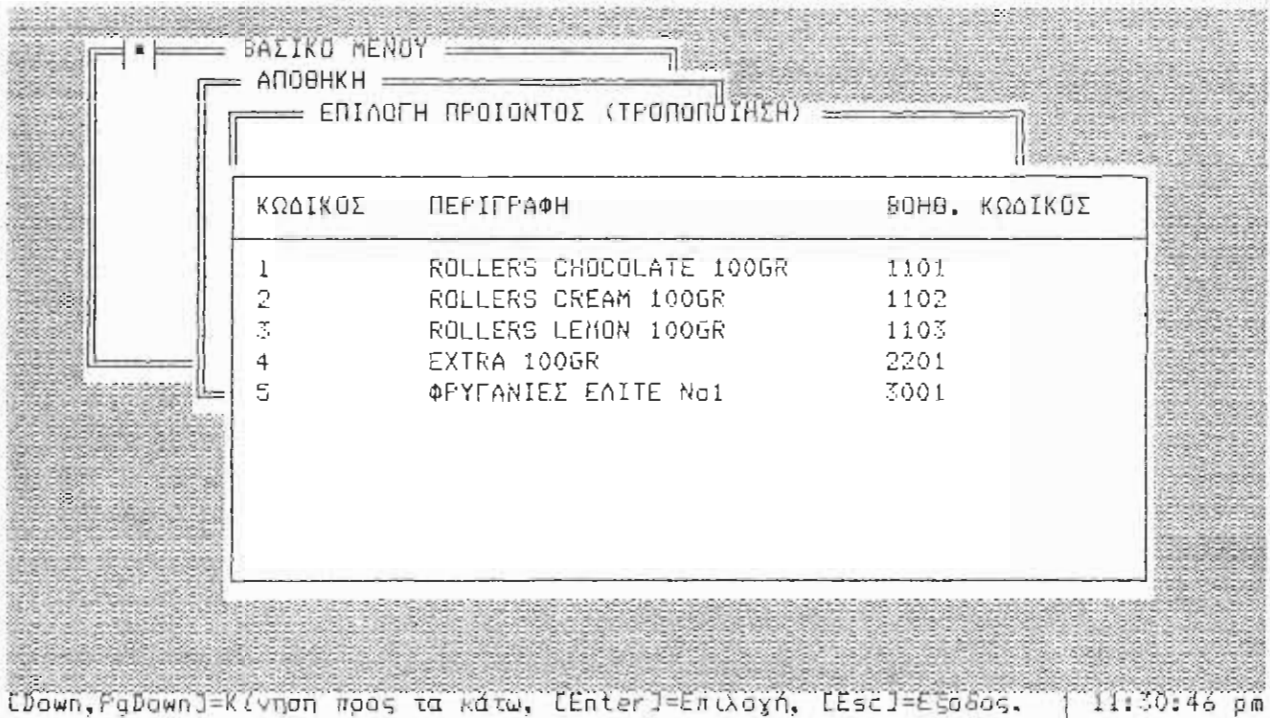 ΒΑΣΙΚΟ ΜΕΝΟΥ
ΑΠΟΘΗΚΗ
ΕΠΙΛΟΓΗ ΠΡΟΙΟΝΤΟΣ (ΤΡΟΠΟΠΟΙΗΣΗ)
ΚΩΔΙΚΟΣ ΠΕΡΙΓΡΑΦΗ ΒΟΗΘ. ΚΩΔΙΚΟΣ
1 ROLLERS CHOCOLATE 100GR 1101
2 ROLLERS CREAM 100GR 1102
3 ROLLERS LEMON 100GR 1103
4 EXTRA 100GR 2201
5 ΦΡΥΓΑΝΙΕΣ ΕΛΙΤΕ Νο1 3001
[Down,PgDown]=Κίνηση προς τα κάτω, [Enter]=Επιλογή, [Esc]=Εξοδος. | 11:30:46 pm